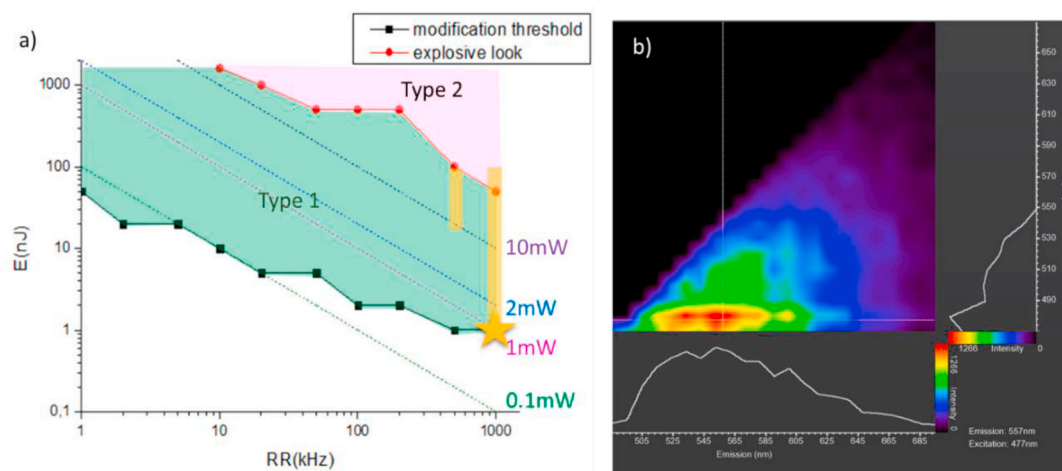 a)
modification threshold
explosive look
1000
100
10
1
0,1
E(nJ)
Type 2
Type 1
10mW
2mW
1mW
0.1mW
1
10
100
1000
RR(kHz)
b)
650
630
610
590
570
550
530
510
490
1266
Intensity
0
1266
Intensity
0
505
525
545
565
585
605
625
645
665
685
Emission (nm)
Emission: 557nm
Excitation: 477nm